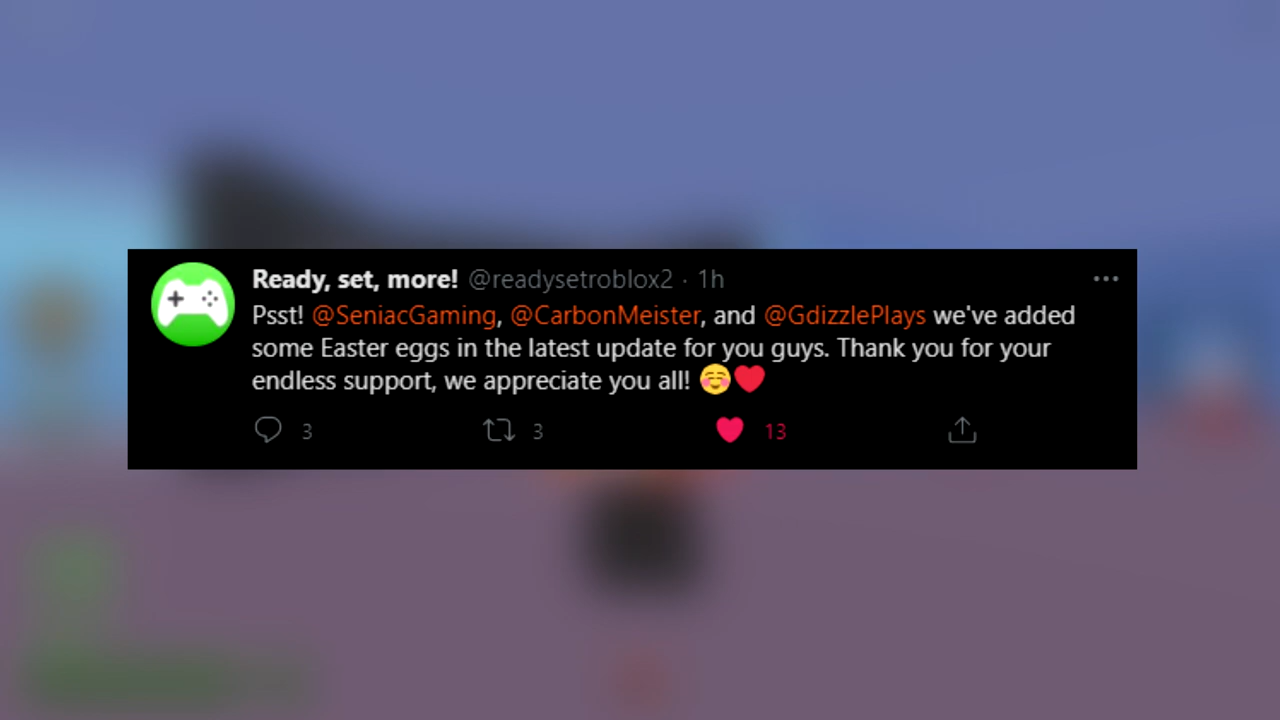 Ready, set, more! @readysetroblox2 · 1h
Psst! @SeniacGaming, @CarbonMeister, and @GdizzlePlays we've added
some Easter eggs in the latest update for you guys. Thank you for your
endless support, we appreciate you all! ☺️❤️
3 3 13